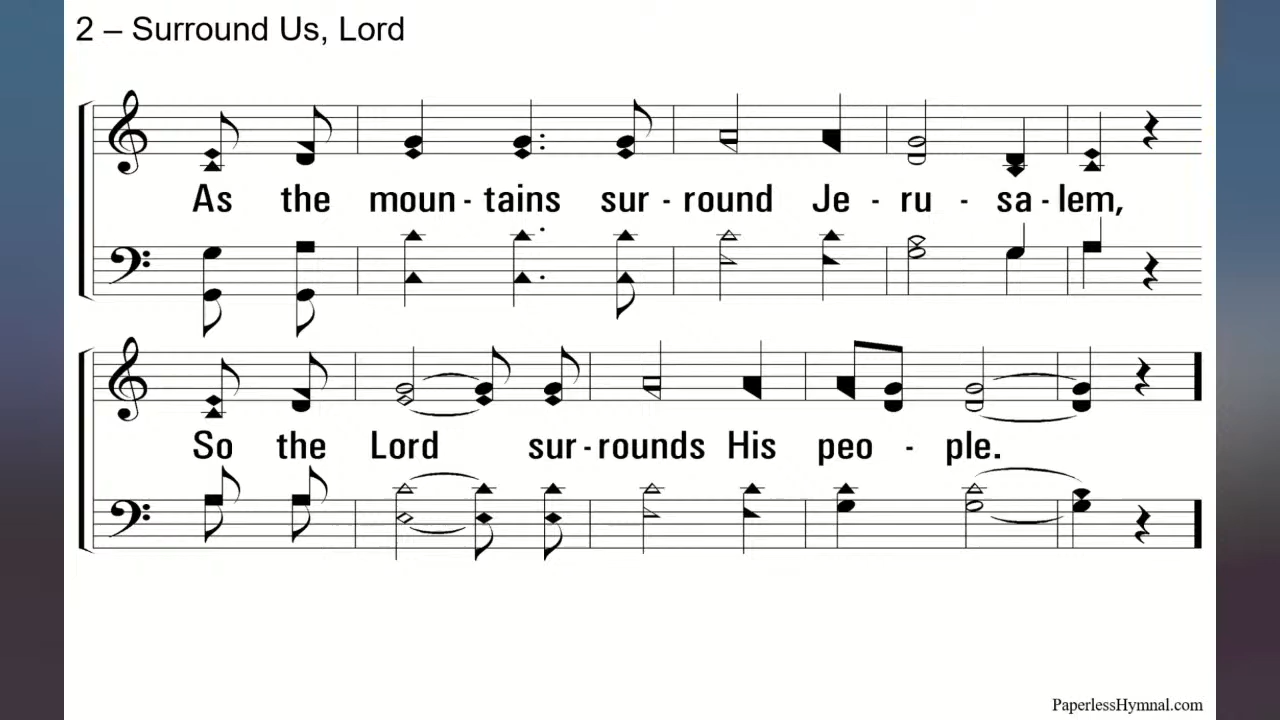 2 – Surround Us, Lord
As the moun - tains sur - round Je - ru - sa - lem,
So the Lord sur - rounds His peo - ple.
PaperlessHymnal.com